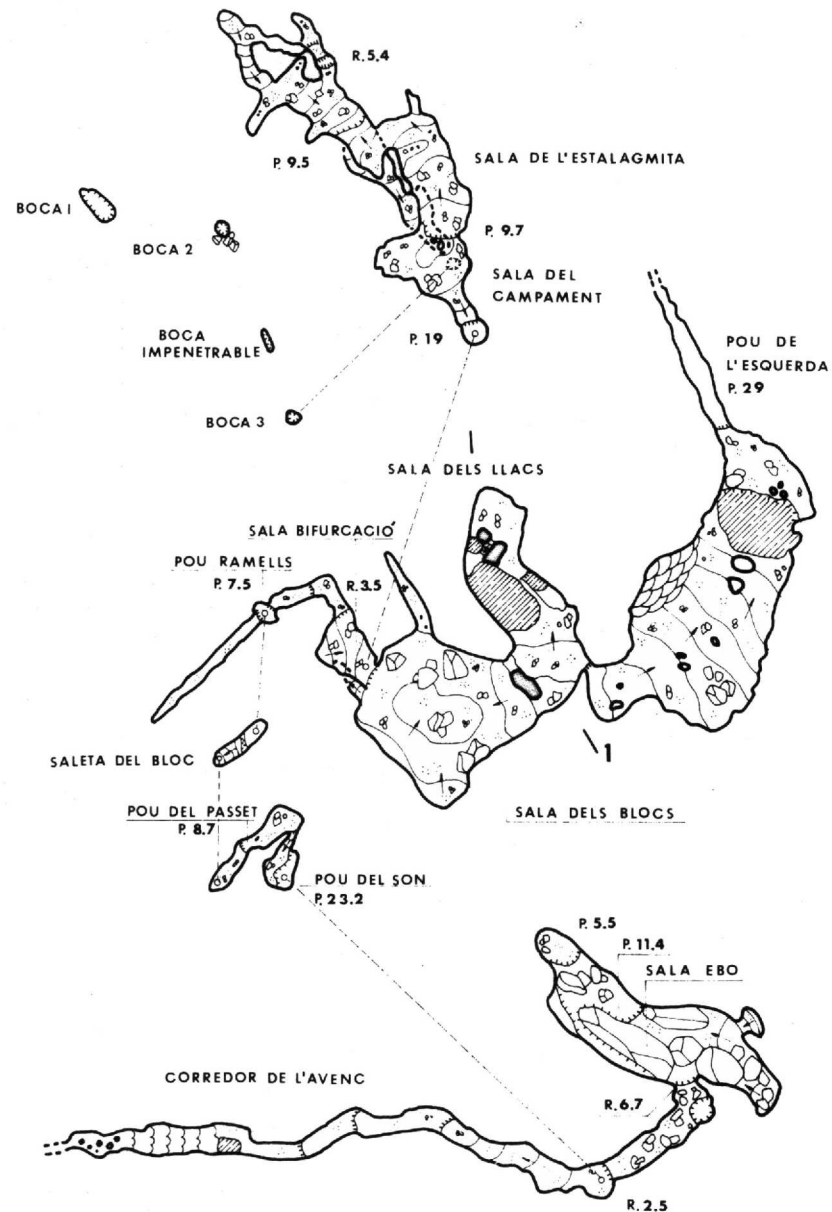 R.5.4
P. 9.5
SALA DE L'ESTALAGMITA
BOCA 1
BOCA 2
P. 9.7
SALA DEL
CAMPAMENT
BOCA
IMPENETRABLE
P. 19
POU DE
L'ESQUERDA
P. 29
BOCA 3
SALA DELS LLACS
SALA BIFURCACIÓ
POU RAMELLS
P. 7.5
R. 3.5
SALETA DEL BLOC
1
POU DEL PASSET
P. 8.7
SALA DELS BLOCS
POU DEL SON
P. 23.2
P. 5.5
P. 11.4
SALA EBO
CORREDOR DE L'AVENC
R.6.7
R. 2.5